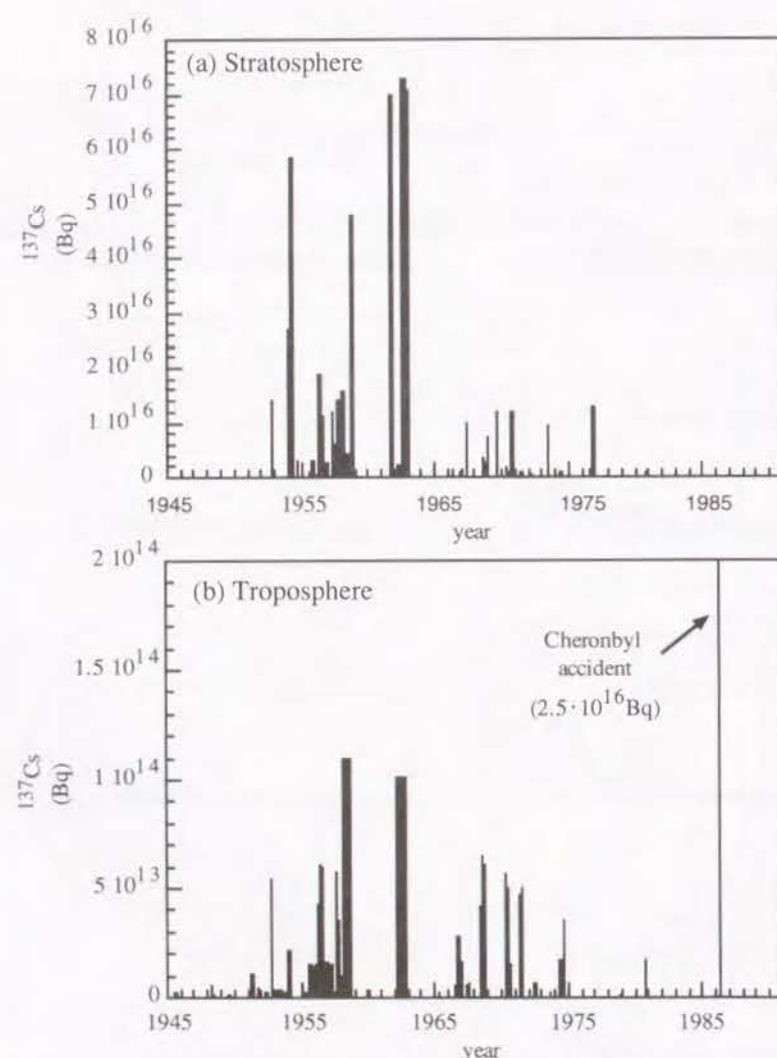 8 10^16
(a) Stratosphere
7 10^16
6 10^16
5 10^16
137Cs
(Bq)
4 10^16
3 10^16
2 10^16
1 10^16
0
1945 1955 1965 1975 1985
year
2 10^14
(b) Troposphere
Cheronbyl
accident
(2.5·10^16Bq)
1.5 10^14
137Cs
(Bq)
1 10^14
5 10^13
0
1945 1955 1965 1975 1985
year